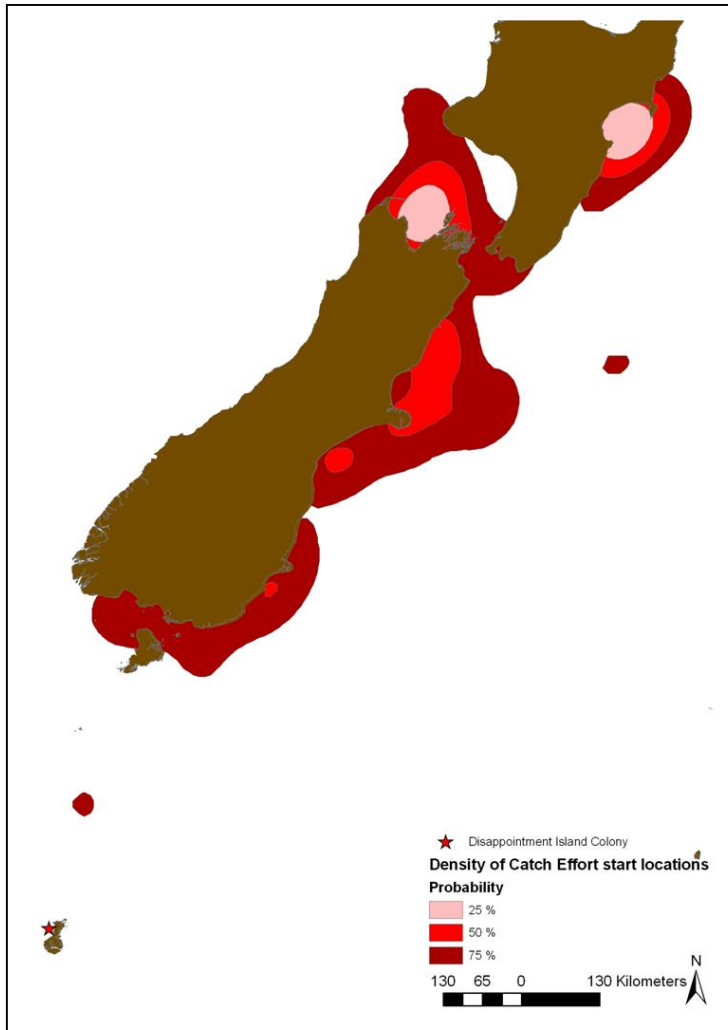 Disappointment Island Colony
Density of Catch Effort start locations
Probability
25 %
50 %
75 %
130 65 0 130 Kilometers
N